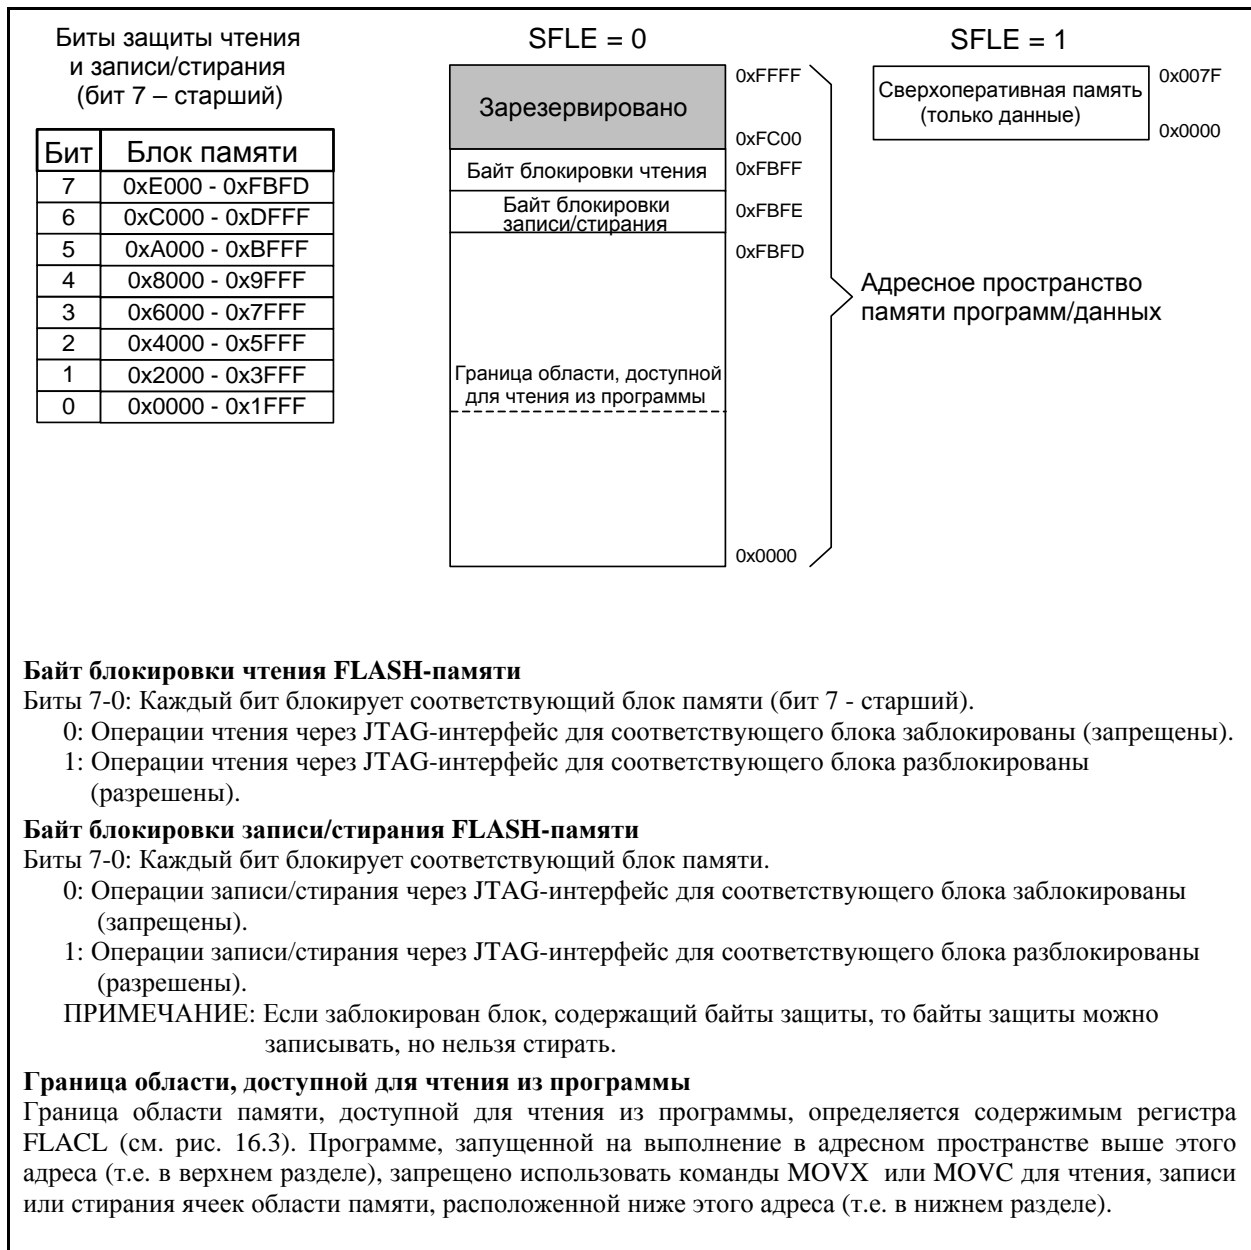 Биты защиты чтения
и записи/стирания
(бит 7 – старший)
Бит Блок памяти
7 0xE000 - 0xFBFD
6 0xC000 - 0xDFFF
5 0xA000 - 0xBFFF
4 0x8000 - 0x9FFF
3 0x6000 - 0x7FFF
2 0x4000 - 0x5FFF
1 0x2000 - 0x3FFF
0 0x0000 - 0x1FFF
SFLE = 0
Зарезервировано
Байт блокировки чтения
Байт блокировки
записи/стирания
Граница области, доступной
для чтения из программы
0xFFFF
0xFC00
0xFBFF
0xFBFE
0xFBFD
0x0000
Адресное пространство
памяти программ/данных
SFLE = 1
Сверхоперативная память
(только данные)
0x007F
0x0000
Байт блокировки чтения FLASH-памяти
Биты 7-0: Каждый бит блокирует соответствующий блок памяти (бит 7 - старший).
0: Операции чтения через JTAG-интерфейс для соответствующего блока заблокированы (запрещены).
1: Операции чтения через JTAG-интерфейс для соответствующего блока разблокированы
(разрешены).
Байт блокировки записи/стирания FLASH-памяти
Биты 7-0: Каждый бит блокирует соответствующий блок памяти.
0: Операции записи/стирания через JTAG-интерфейс для соответствующего блока заблокированы
(запрещены).
1: Операции записи/стирания через JTAG-интерфейс для соответствующего блока разблокированы
(разрешены).
ПРИМЕЧАНИЕ: Если заблокирован блок, содержащий байты защиты, то байты защиты можно
записывать, но нельзя стирать.
Граница области, доступной для чтения из программы
Граница области памяти, доступной для чтения из программы, определяется содержимым регистра
FLACL (см. рис. 16.3). Программе, запущенной на выполнение в адресном пространстве выше этого
адреса (т.е. в верхнем разделе), запрещено использовать команды MOVX или MOVC для чтения, записи
или стирания ячеек области памяти, расположенной ниже этого адреса (т.е. в нижнем разделе).